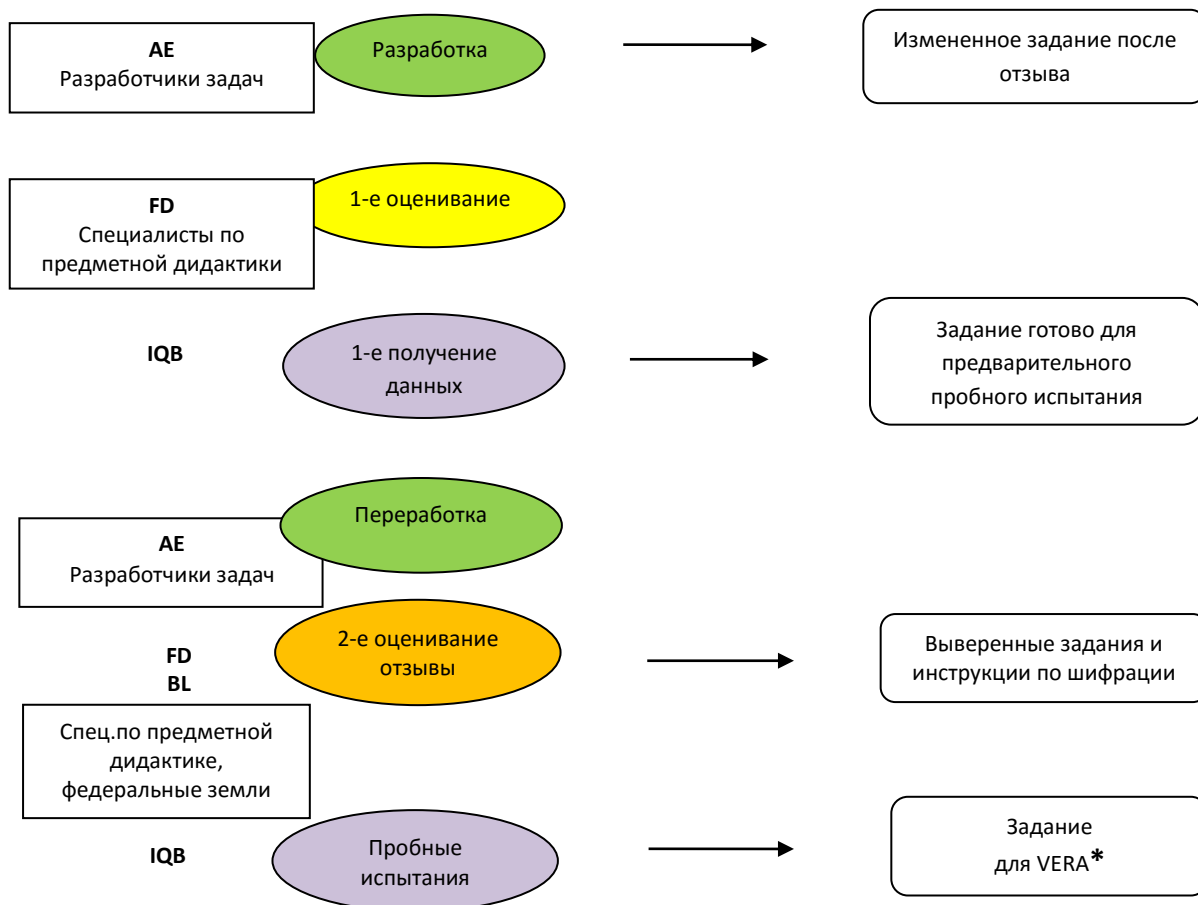 AE
Разработчики задач
Разработка
Измененное задание после
отзыва
FD
Специалисты по
предметной дидактики
1-е оценивание
IQB
1-е получение
данных
Задание готово для
предварительного
пробного испытания
AE
Разработчики задач
Переработка
FD
BL
2-е оценивание
отзывы
Выверенные задания и
инструкции по шифрации
Спец.по предметной
дидактике,
федеральные земли
IQB
Пробные
испытания
Задание
для VERA*